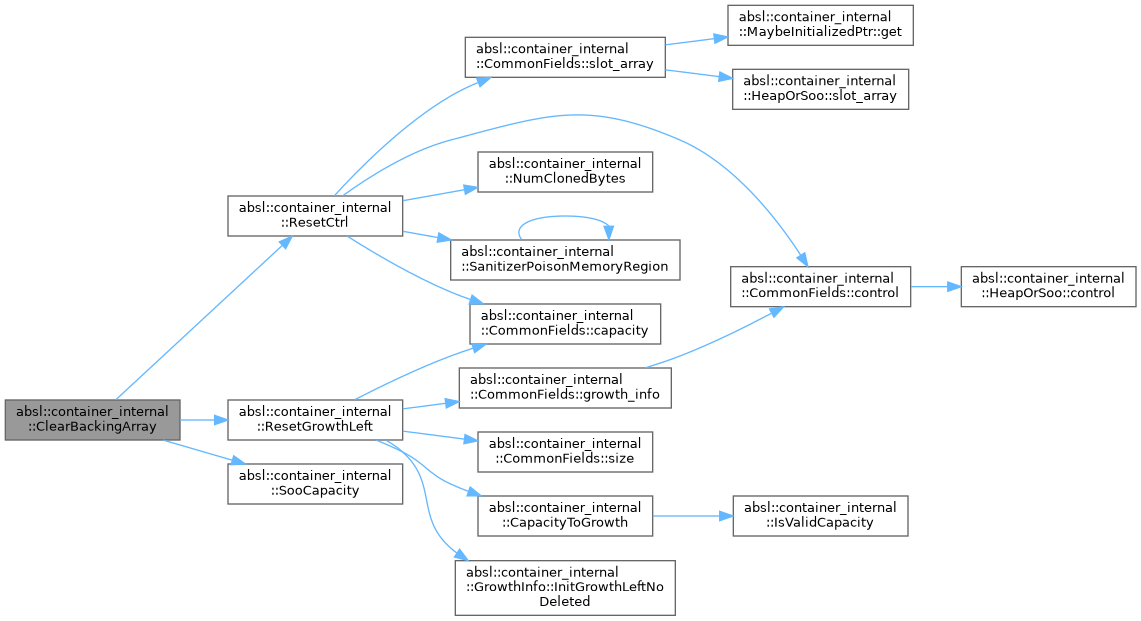 absl::container_internal
::MaybeInitializedPtr::get
absl::container_internal
::CommonFields::slot_array
absl::container_internal
::HeapOrSoo::slot_array
absl::container_internal
::NumClonedBytes
absl::container_internal
::ResetCtrl
absl::container_internal
::SanitizerPoisonMemoryRegion
absl::container_internal
::CommonFields::control
absl::container_internal
::HeapOrSoo::control
absl::container_internal
::CommonFields::capacity
absl::container_internal
::CommonFields::growth_info
absl::container_internal
::ClearBackingArray
absl::container_internal
::ResetGrowthLeft
absl::container_internal
::CommonFields::size
absl::container_internal
::SooCapacity
absl::container_internal
::CapacityToGrowth
absl::container_internal
::IsValidCapacity
absl::container_internal
::GrowthInfo::InitGrowthLeftNo
Deleted